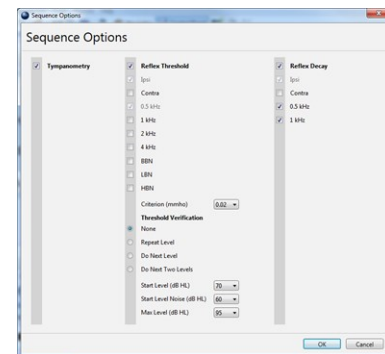 Sequence Options
Sequence Options
Tympanometry
Reflex Threshold
Ipsi
Contra
0.5 kHz
1 kHz
2 kHz
4 kHz
BBN
LBN
HBN
Criterion (mmho) 0.02
Threshold Verification
None
Repeat Level
Do Next Level
Do Next Two Levels
Start Level (dB HL) 70
Start Level Noise (dB HL) 60
Max Level (dB HL) 95
Reflex Decay
Ipsi
Contra
0.5 kHz
1 kHz
OK Cancel